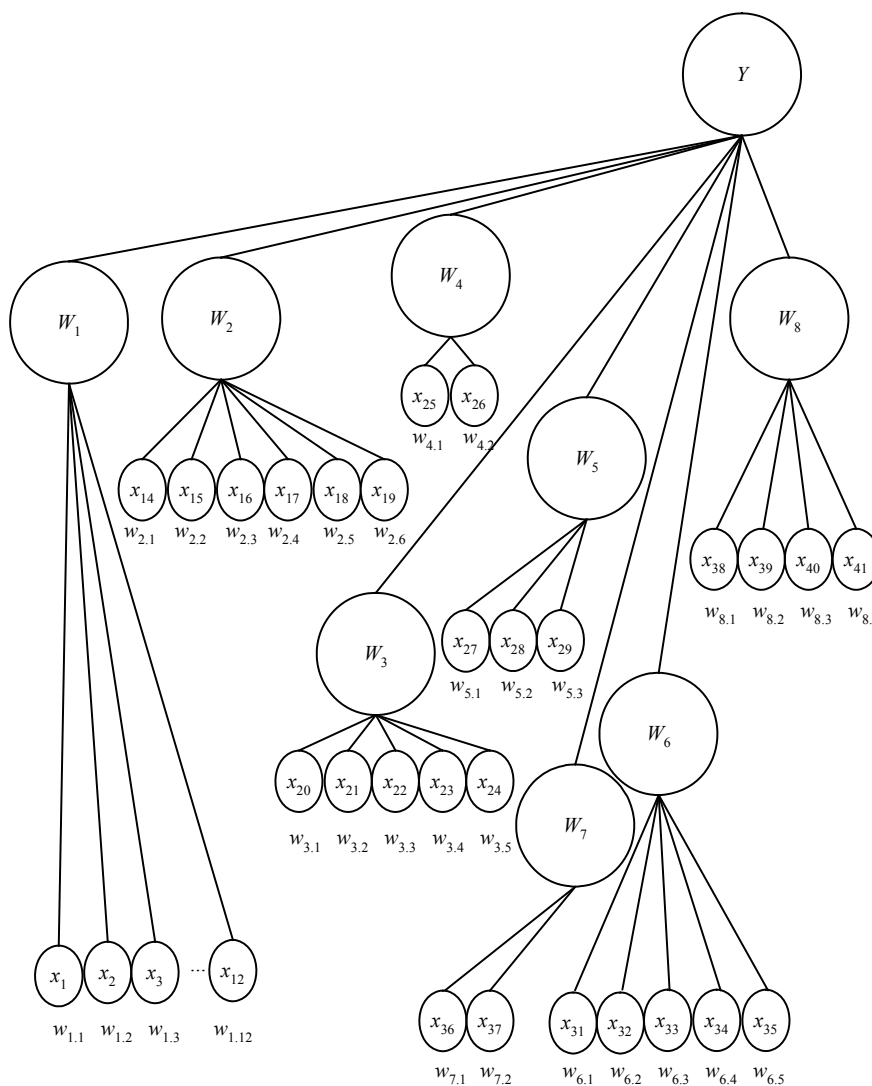 Y
W₄
W₁
W₂
W₈
x₂₅ x₂₆
w₄.₁ w₄.₂
W₅
x₁₄ x₁₅ x₁₆ x₁₇ x₁₈ x₁₉
w₂.₁ w₂.₂ w₂.₃ w₂.₄ w₂.₅ w₂.₆
x₃₈ x₃₉ x₄₀ x₄₁
w₈.₁ w₈.₂ w₈.₃ w₈.
x₂₇ x₂₈ x₂₉
w₅.₁ w₅.₂ w₅.₃
W₃
W₆
x₂₀ x₂₁ x₂₂ x₂₃ x₂₄
w₃.₁ w₃.₂ w₃.₃ w₃.₄ w₃.₅
W₇
x₁ x₂ x₃ ... x₁₂
w₁.₁ w₁.₂ w₁.₃ w₁.₁₂
x₃₆ x₃₇ x₃₁ x₃₂ x₃₃ x₃₄ x₃₅
w₇.₁ w₇.₂ w₆.₁ w₆.₂ w₆.₃ w₆.₄ w₆.₅